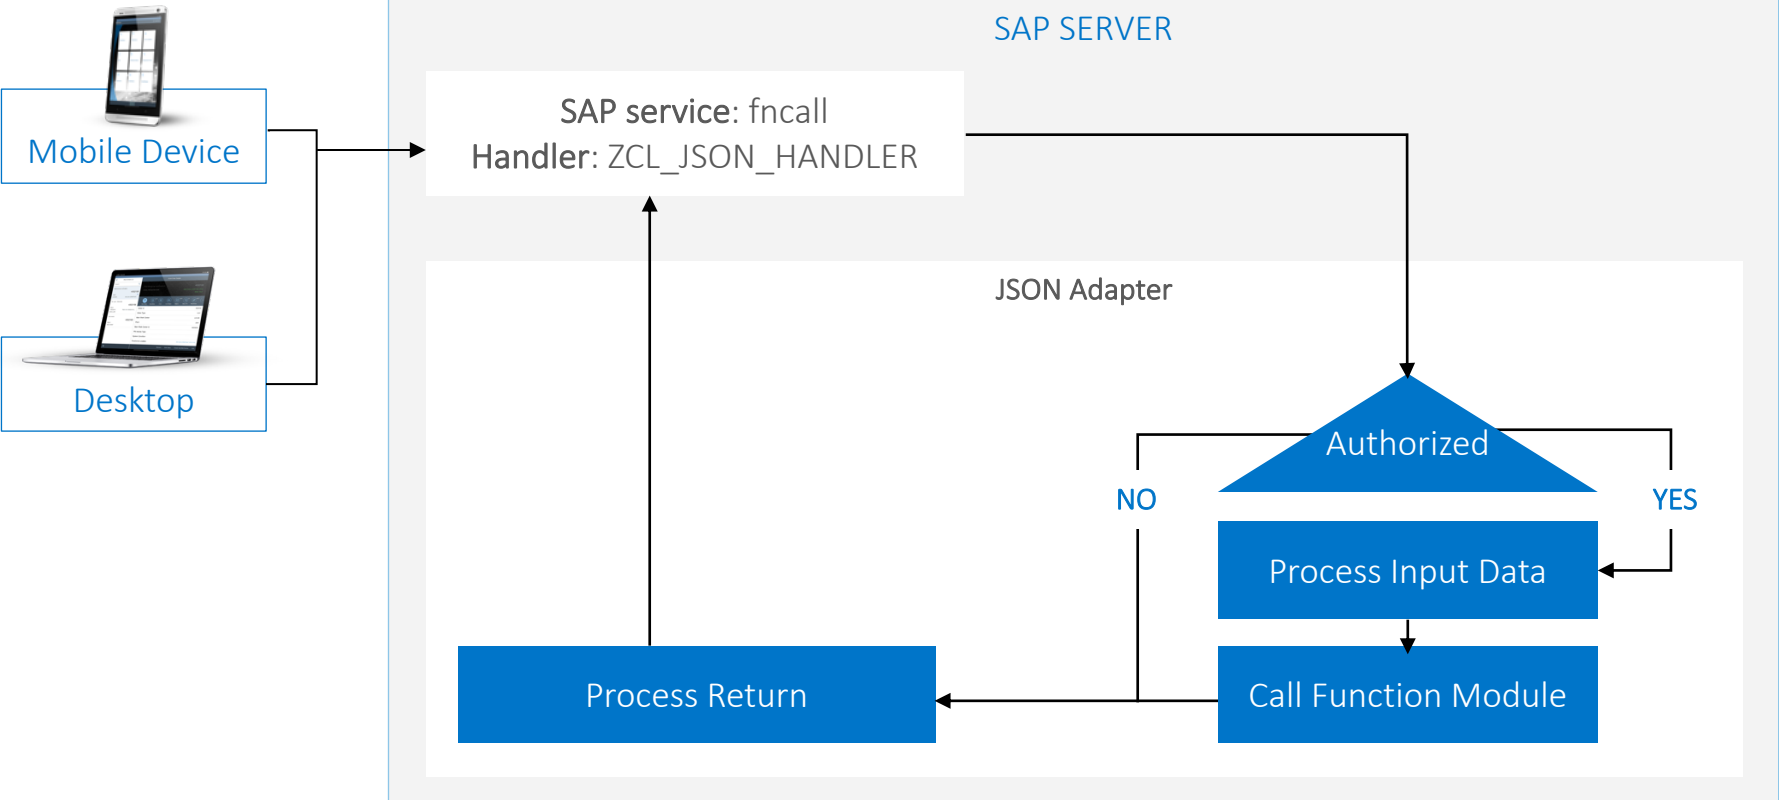 SAP SERVER
Mobile Device
SAP service: fncall
Handler: ZCL_JSON_HANDLER
JSON Adapter
Desktop
Authorized
NO
YES
Process Input Data
Process Return
Call Function Module